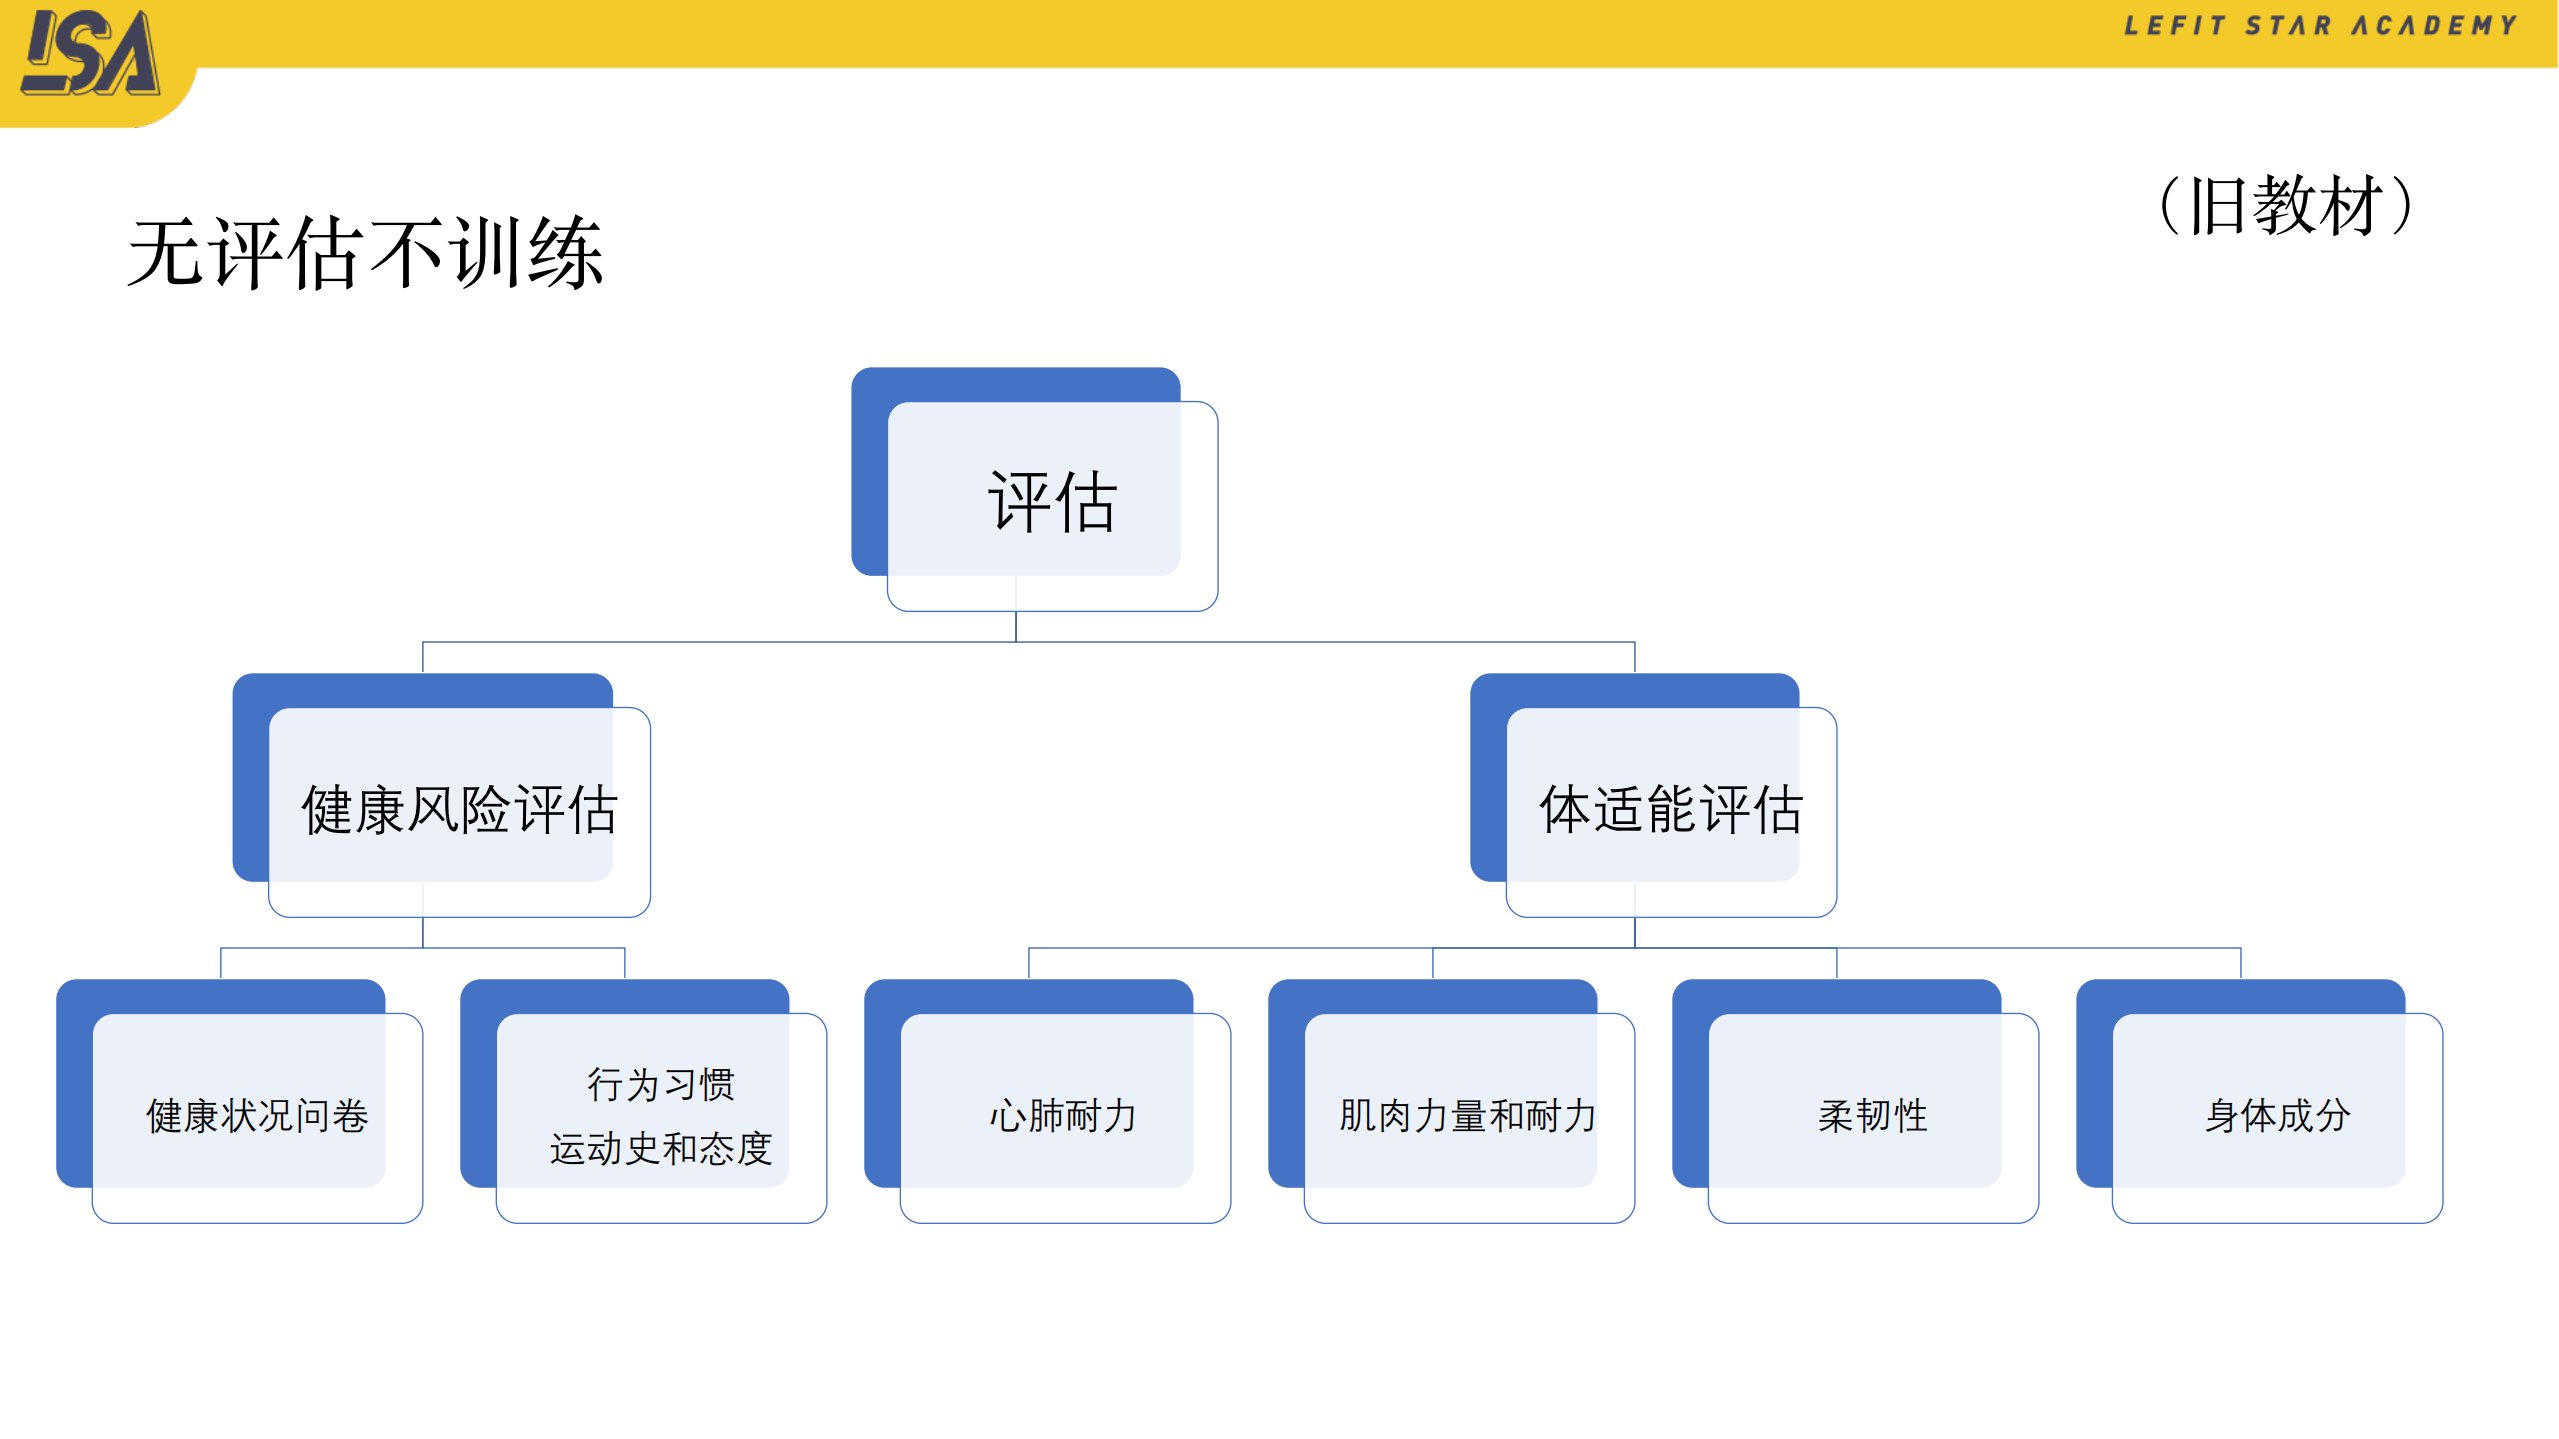 LSA
LEFIT STAR ACADEMY
（旧教材）
无评估不训练
评估
健康风险评估
体适能评估
健康状况问卷
行为习惯
运动史和态度
心肺耐力
肌肉力量和耐力
柔韧性
身体成分